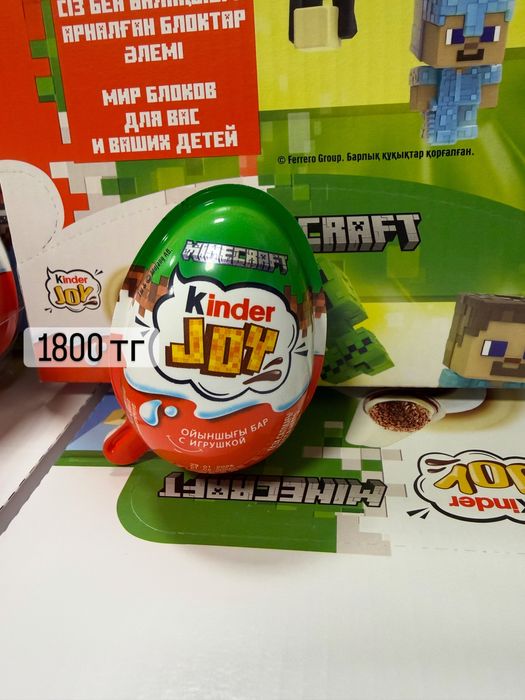 СІЗ БЕН
АРНАЛҒАН БЛОКТАР
ӘЛЕМІ
МИР БЛОКОВ
ДЛЯ ВАС
И ВАШИХ ДЕТЕЙ
© Ferrero Group. Барлық құқықтар қорғалған.
CRAFT
MINECRAFT
Kinder
JOY
Kinder
JOY
1800 тг
ОЙЫНШЫҒЫ БАР
С ИГРУШКОЙ
MINECRAFT
Kinder
JOY